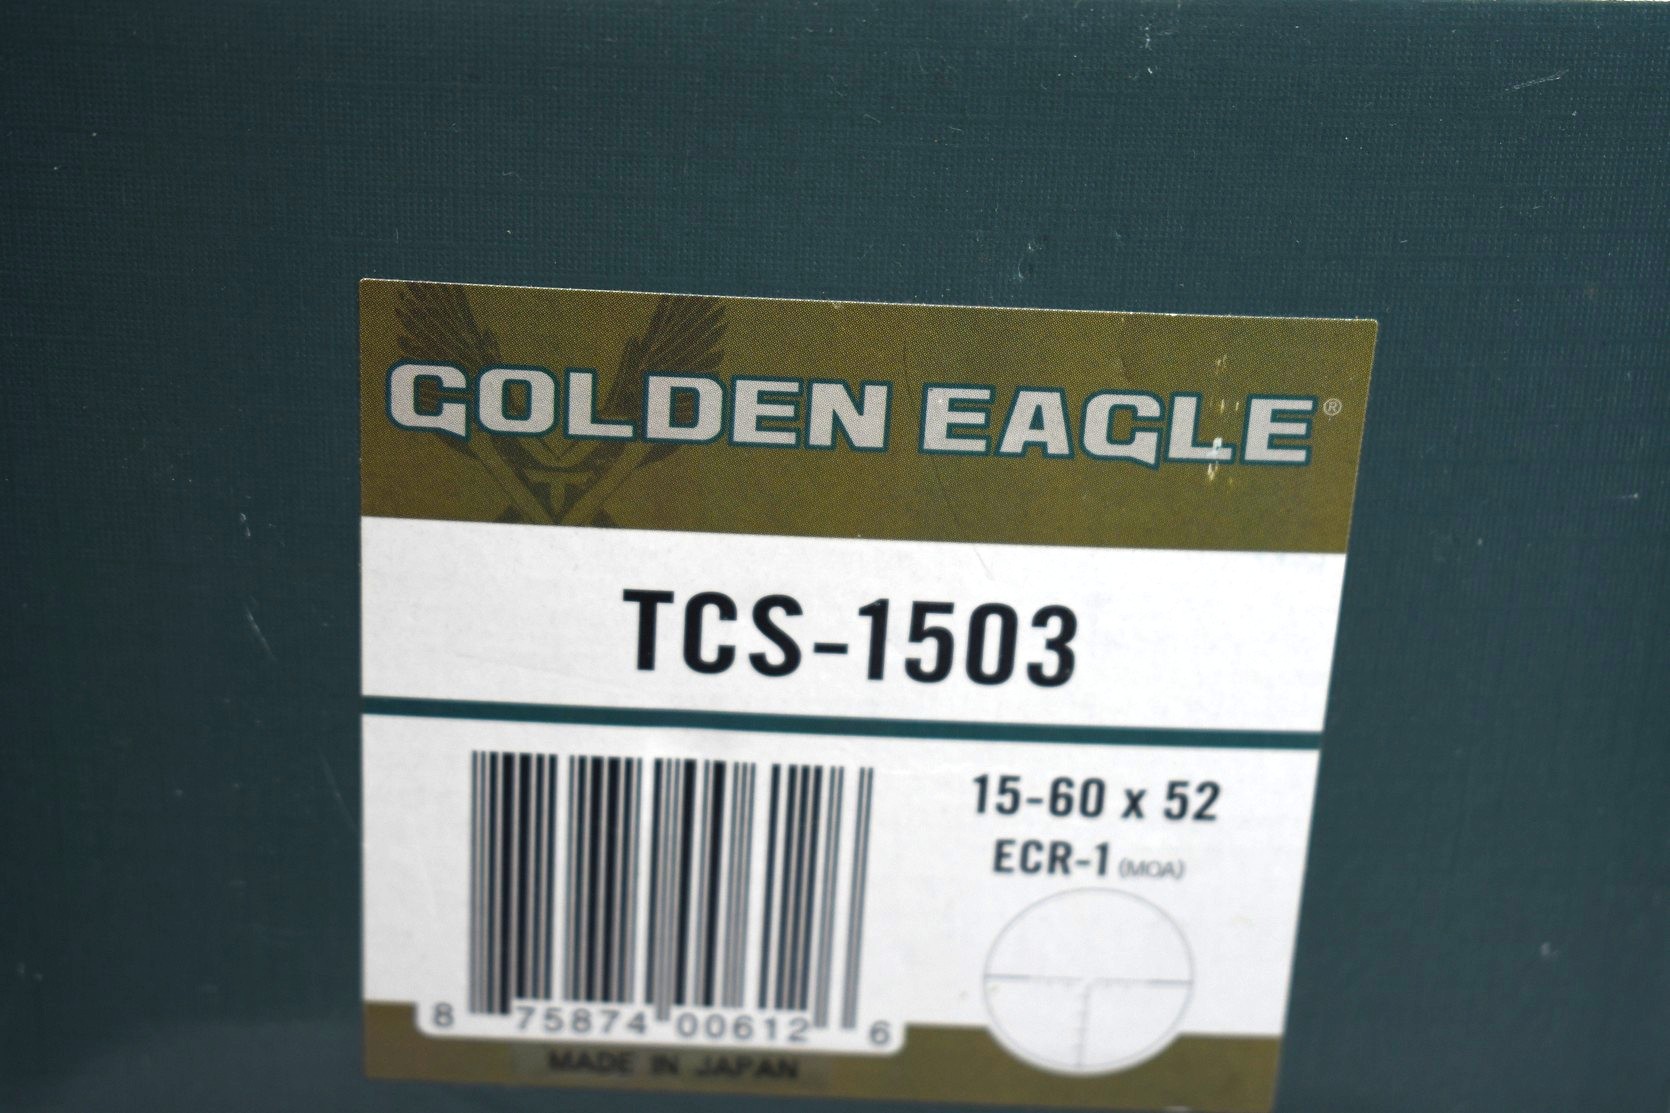 GOLDEN EAGLE®
TCS-1503
15-60 x 52
ECR-1 (MOA)
8 75874 00612 6
MADE IN JAPAN